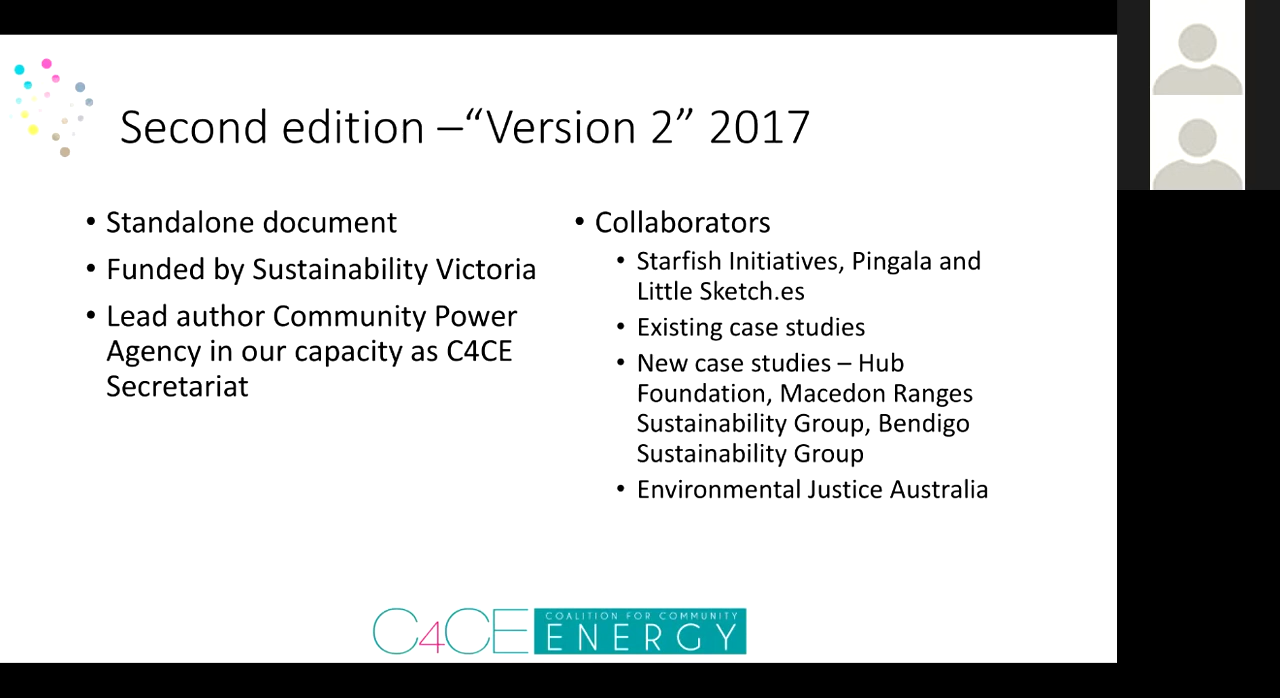 Second edition –“Version 2” 2017
• Standalone document
• Funded by Sustainability Victoria
• Lead author Community Power
Agency in our capacity as C4CE
Secretariat
• Collaborators
• Starfish Initiatives, Pingala and
Little Sketch.es
• Existing case studies
• New case studies – Hub
Foundation, Macedon Ranges
Sustainability Group, Bendigo
Sustainability Group
• Environmental Justice Australia
C4CE
COALITION FOR COMMUNITY
ENERGY